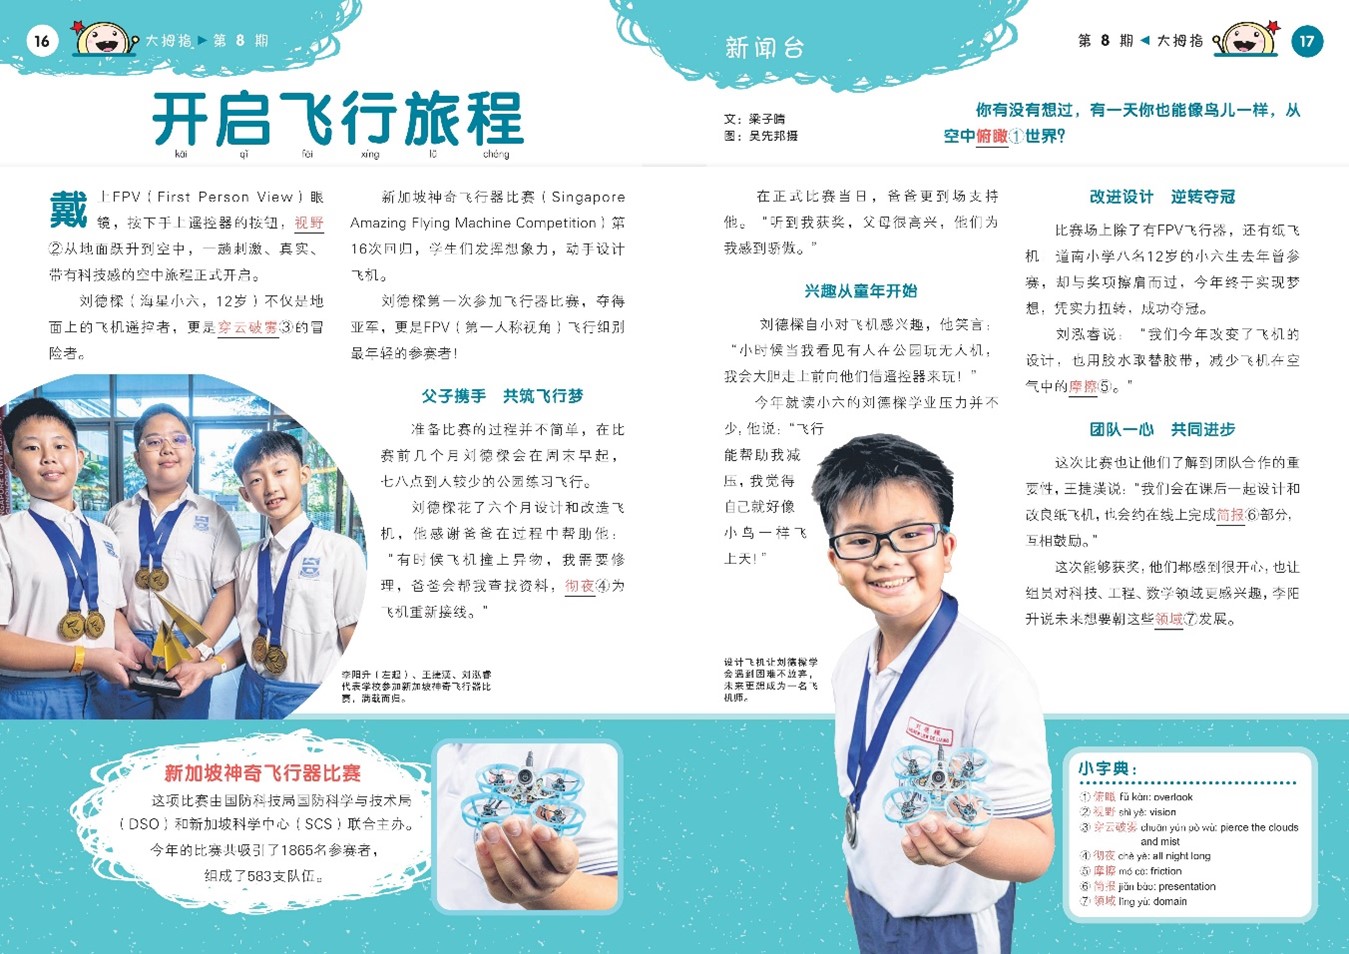 16
大拇指 第 8 期
新闻台
第 8 期 大拇指
17
开启飞行旅程
kāi qǐ fēi xíng lǚ chéng
文：梁子晴
图：吴先邦摄
你有没有想过，有一天你也能像鸟儿一样，从
空中俯瞰①世界？
戴上FPV（First Person View）眼
镜，按下手上遥控器的按钮，视野
②从地面跃升到空中，一趟刺激、真实、
带有科技感的空中旅程正式开启。
刘德樑（海星小六，12岁）不仅是地
面上的飞机遥控者，更是穿云破雾③的冒
险者。
新加坡神奇飞行器比赛（Singapore
Amazing Flying Machine Competition）第
16次回归，学生们发挥想象力，动手设计
飞机。
刘德樑第一次参加飞行器比赛，夺得
亚军，更是FPV（第一人称视角）飞行组别
最年轻的参赛者！
父子携手 共筑飞行梦
准备比赛的过程并不简单，在比
赛前几个月刘德樑会在周末早起，
七八点到人较少的公园练习飞行。
刘德樑花了六个月设计和改造飞
机，他感谢爸爸在过程中帮助他：
“有时候飞机撞上异物，我需要修
理，爸爸会帮我查找资料，彻夜④为
飞机重新接线。”
李阳升（左起）、王捷渼、刘泓睿
代表学校参加新加坡神奇飞行器比
赛，满载而归。
新加坡神奇飞行器比赛
这项比赛由国防科技局国防科学与技术局
（DSO）和新加坡科学中心（SCS）联合主办。
今年的比赛共吸引了1865名参赛者，
组成了583支队伍。
在正式比赛当日，爸爸更到场支持
他。“听到我获奖，父母很高兴，他们为
我感到骄傲。”
兴趣从童年开始
刘德樑自小对飞机感兴趣，他笑言：
“小时候当我看见有人在公园玩无人机，
我会大胆走上前向他们借遥控器来玩！”
今年就读小六的刘德樑学业压力并不
少，他说：“飞行
能帮助我减
压，我觉得
自己就好像
小鸟一样飞
上天！”
设计飞机让刘德樑学
会遇到困难不放弃，
未来更想成为一名飞
机师。
改进设计 逆转夺冠
比赛场上除了有FPV飞行器，还有纸飞
机 道南小学八名12岁的小六生去年曾参
赛，却与奖项擦肩而过，今年终于实现梦
想，凭实力扭转，成功夺冠。
刘泓睿说：“我们今年改变了飞机的
设计，也用胶水取替胶带，减少飞机在空
气中的摩擦⑤。”
团队一心 共同进步
这次比赛也让他们了解到团队合作的重
要性，王捷渼说：“我们会在课后一起设计和
改良纸飞机，也会约在线上完成简报⑥部分，
互相鼓励。”
这次能够获奖，他们都感到很开心，也让
组员对科技、工程、数学领域更感兴趣，李阳
升说未来想要朝这些领域⑦发展。
小字典：
① 俯瞰 fǔ kàn: overlook
② 视野 shì yě: vision
③ 穿云破雾 chuān yún pò wù: pierce the clouds
and mist
④ 彻夜 chè yè: all night long
⑤ 摩擦 mó cā: friction
⑥ 简报 jiǎn bào: presentation
⑦ 领域 lǐng yù: domain